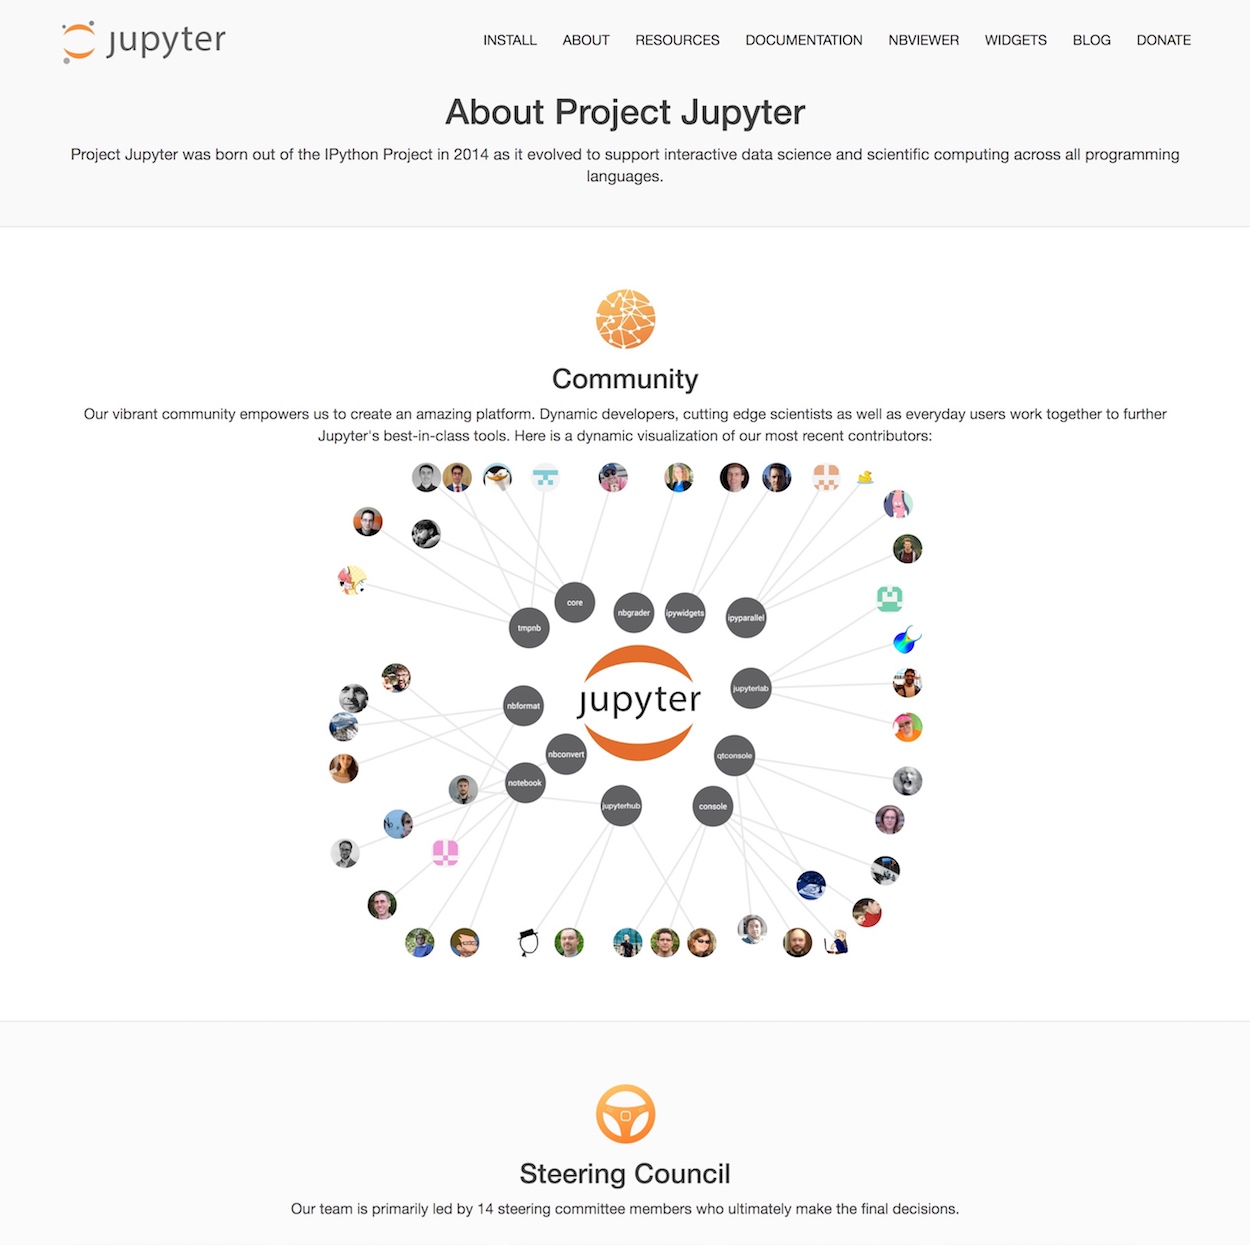 jupyter
INSTALL ABOUT RESOURCES DOCUMENTATION NBVIEWER WIDGETS BLOG DONATE
About Project Jupyter
Project Jupyter was born out of the IPython Project in 2014 as it evolved to support interactive data science and scientific computing across all programming
languages.
Community
Our vibrant community empowers us to create an amazing platform. Dynamic developers, cutting edge scientists as well as everyday users work together to further
Jupyter's best-in-class tools. Here is a dynamic visualization of our most recent contributors:
core
nbgrader
ipywidgets
ipyparallel
tmpnb
jupyterlab
nbformat
jupyter
nbconvert
qtconsole
notebook
jupyterhub
console
Steering Council
Our team is primarily led by 14 steering committee members who ultimately make the final decisions.